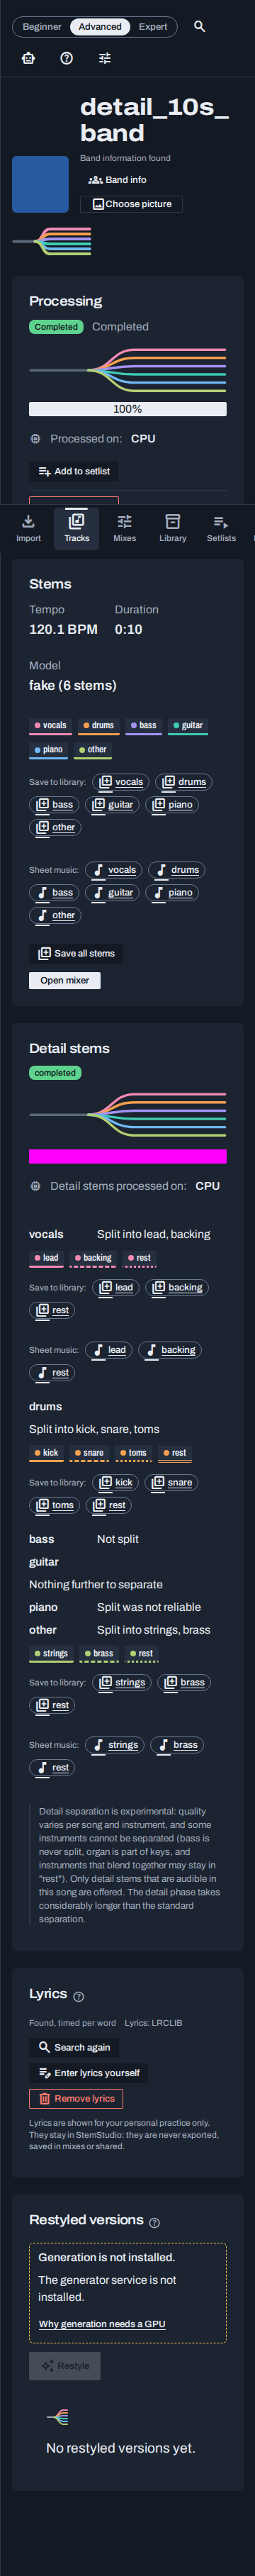 Beginner Advanced Expert
detail_10s_
band
Band information found
Band info
Choose picture
Processing
Completed Completed
100%
Processed on: CPU
Add to setlist
Import Tracks Mixes Library Setlists
Stems
Tempo Duration
120.1 BPM 0:10
Model
fake (6 stems)
vocals drums bass guitar
piano other
Save to library: vocals drums
bass guitar piano
other
Sheet music: vocals drums
bass guitar piano
other
Save all stems
Open mixer
Detail stems
completed
Detail stems processed on: CPU
vocals Split into lead, backing
lead backing rest
Save to library: lead backing
rest
Sheet music: lead backing
rest
drums
Split into kick, snare, toms
kick snare toms rest
Save to library: kick snare
toms rest
bass Not split
guitar
Nothing further to separate
piano Split was not reliable
other Split into strings, brass
strings brass rest
Save to library: strings brass
rest
Sheet music: strings brass
rest
Detail separation is experimental: quality
varies per song and instrument, and some
instruments cannot be separated (bass is
never split, organ is part of keys, and
instruments that blend together may stay in
"rest"). Only detail stems that are audible in
this song are offered. The detail phase takes
considerably longer than the standard
separation.
Lyrics
Found, timed per word Lyrics: LRCLIB
Search again
Enter lyrics yourself
Remove lyrics
Lyrics are shown for your personal practice only.
They stay in StemStudio: they are never exported,
saved in mixes or shared.
Restyled versions
Generation is not installed.
The generator service is not
installed.
Why generation needs a GPU
Restyle
No restyled versions yet.